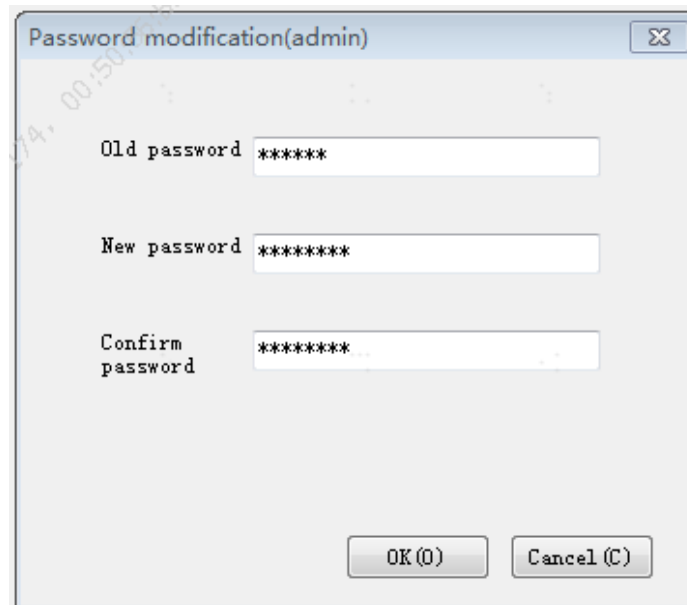 Password modification(admin)
Old password ******
New password ********
Confirm
password ********
OK(O) Cancel(C)